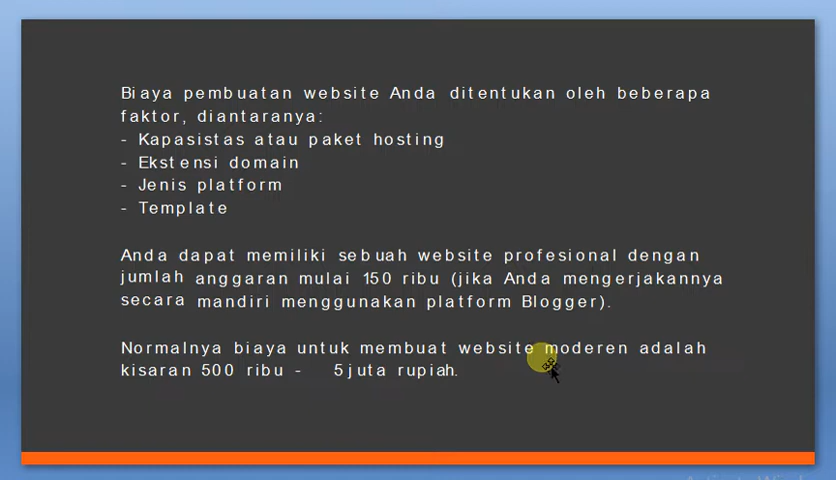 Biaya pembuatan website Anda ditentukan oleh beberapa
faktor, diantaranya:
- Kapasistas atau paket hosting
- Ekstensi domain
- Jenis platform
- Template
Anda dapat memiliki sebuah website profesional dengan
jumlah anggaran mulai 150 ribu (jika Anda mengerjakannya
secara mandiri menggunakan platform Blogger).
Normalnya biaya untuk membuat website moderen adalah
kisaran 500 ribu - 5 juta rupiah.